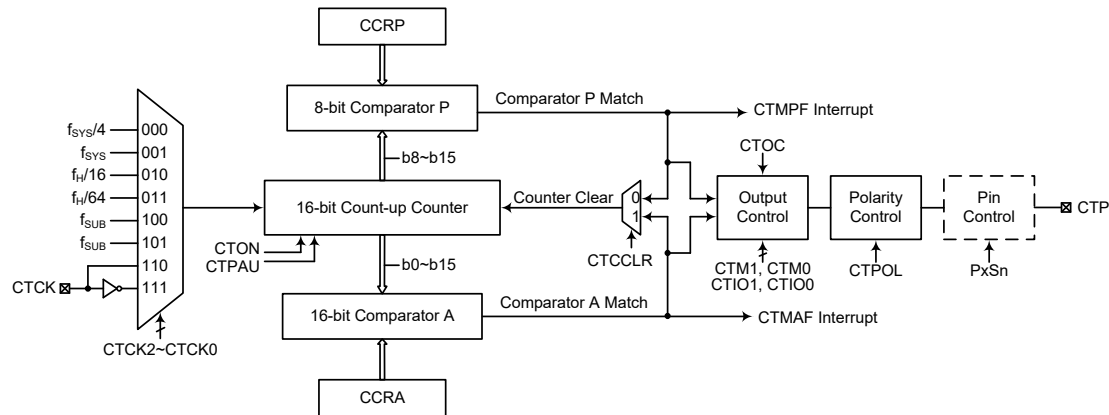 CCRP
8-bit Comparator P
Comparator P Match
CTMPF Interrupt
fSYS/4
000
fSYS
001
fH/16
010
fH/64
011
fSUB
100
fSUB
101
110
CTCK
111
CTCK2~CTCK0
b8~b15
16-bit Count-up Counter
CTON
CTPAU
b0~b15
Counter Clear
0
1
CTCCLR
CTOC
Output
Control
CTM1, CTM0
CTIO1, CTIO0
Polarity
Control
CTPOL
Pin
Control
PxSn
CTP
16-bit Comparator A
Comparator A Match
CTMAF Interrupt
CCRA